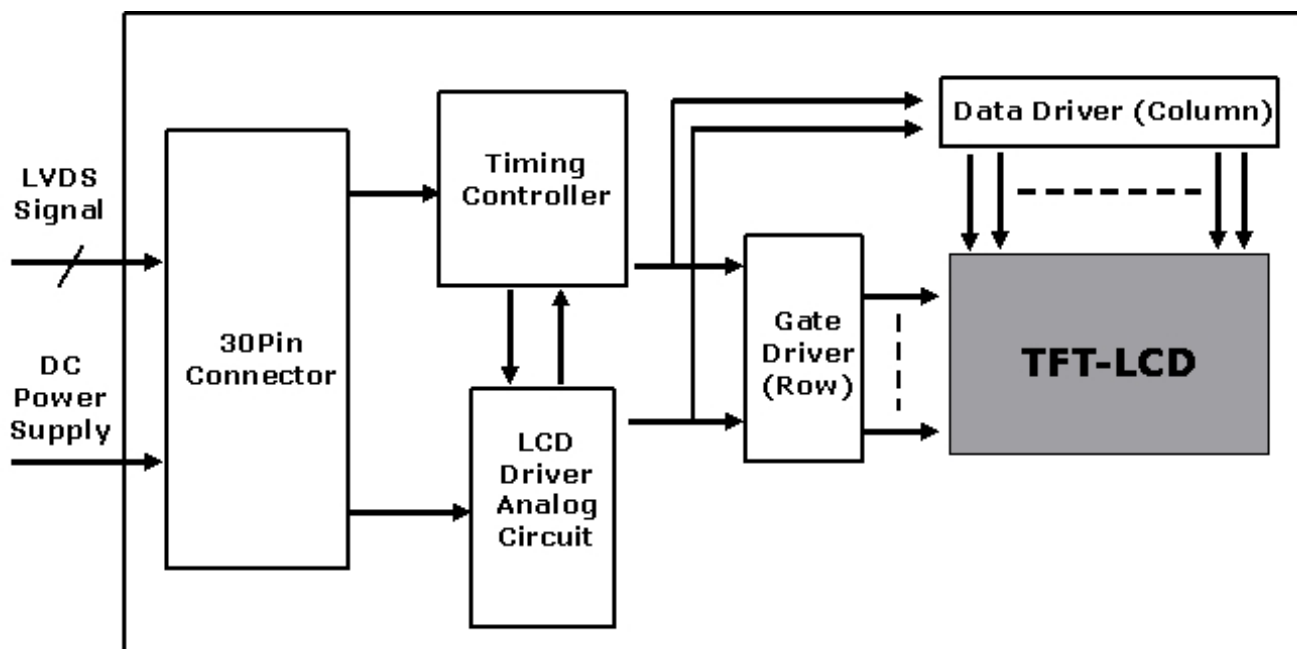 LVDS
Signal
DC
Power
Supply
30Pin
Connector
Timing
Controller
LCD
Driver
Analog
Circuit
Gate
Driver
(Row)
Data Driver (Column)
TFT-LCD